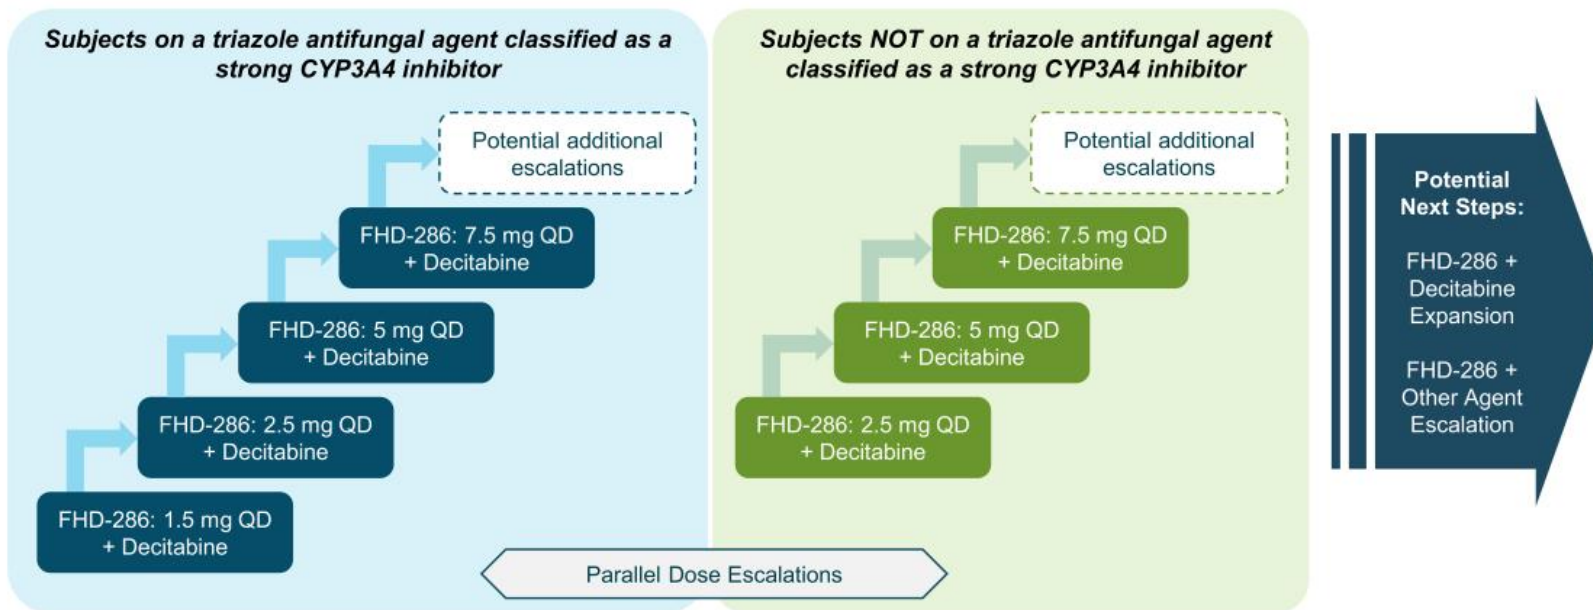 Subjects on a triazole antifungal agent classified as a
strong CYP3A4 inhibitor
Potential additional
escalations
FHD-286: 7.5 mg QD
+ Decitabine
FHD-286: 5 mg QD
+ Decitabine
FHD-286: 2.5 mg QD
+ Decitabine
FHD-286: 1.5 mg QD
+ Decitabine
Subjects NOT on a triazole antifungal agent
classified as a strong CYP3A4 inhibitor
Potential additional
escalations
FHD-286: 7.5 mg QD
+ Decitabine
FHD-286: 5 mg QD
+ Decitabine
FHD-286: 2.5 mg QD
+ Decitabine
Parallel Dose Escalations
Potential
Next Steps:
FHD-286 +
Decitabine
Expansion
FHD-286 +
Other Agent
Escalation